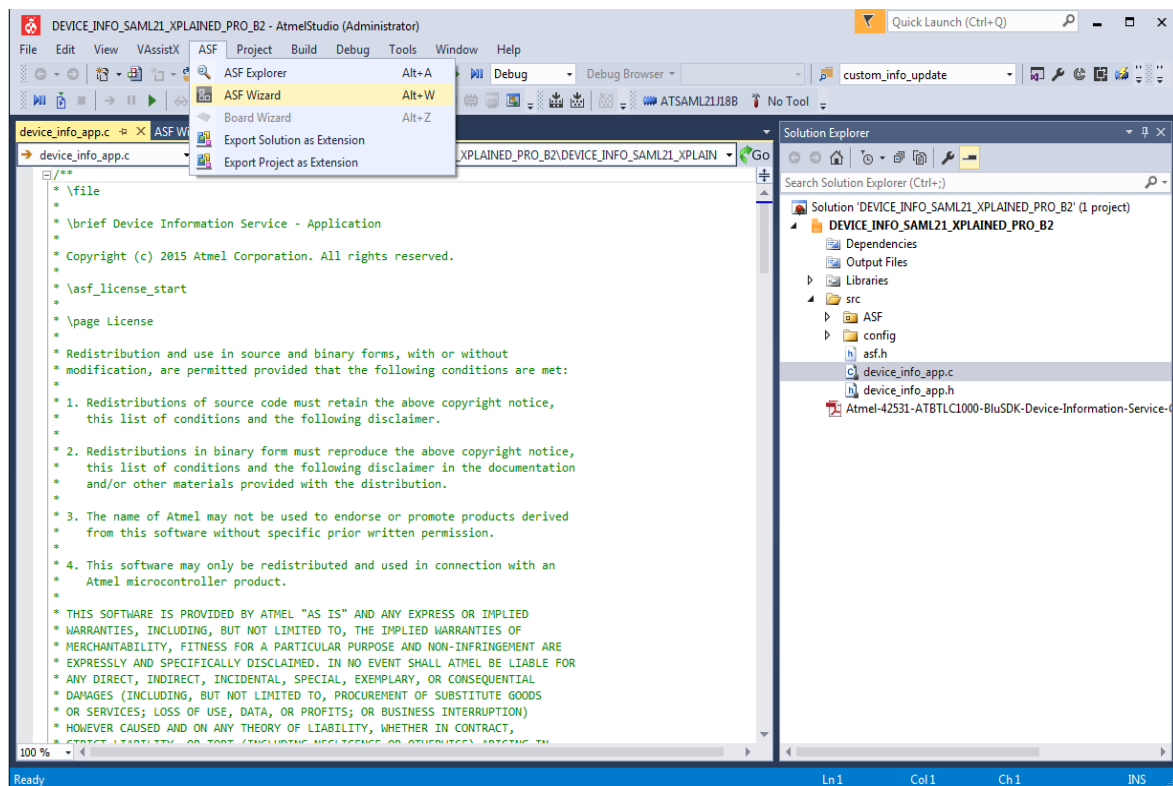 DEVICE_INFO_SAML21_XPLAINED_PRO_B2 - AtmelStudio (Administrator)
Quick Launch (Ctrl+Q)
File Edit View VAssistX ASF Project Build Debug Tools Window Help
Debug Debug Browser custom_info_update
ATSAML21J18B No Tool
ASF Explorer Alt+A
ASF Wizard Alt+W
Board Wizard Alt+Z
Export Solution as Extension
Export Project as Extension
device_info_app.c ASF Wi
device_info_app.c _XPLAINED_PRO_B2\DEVICE_INFO_SAML21_XPLAIN Go
/**
* \file
*
* \brief Device Information Service - Application
*
* Copyright (c) 2015 Atmel Corporation. All rights reserved.
*
* \asf_license_start
*
* \page License
*
* Redistribution and use in source and binary forms, with or without
* modification, are permitted provided that the following conditions are met:
*
* 1. Redistributions of source code must retain the above copyright notice,
* this list of conditions and the following disclaimer.
*
* 2. Redistributions in binary form must reproduce the above copyright notice,
* this list of conditions and the following disclaimer in the documentation
* and/or other materials provided with the distribution.
*
* 3. The name of Atmel may not be used to endorse or promote products derived
* from this software without specific prior written permission.
*
* 4. This software may only be redistributed and used in connection with an
* Atmel microcontroller product.
*
* THIS SOFTWARE IS PROVIDED BY ATMEL "AS IS" AND ANY EXPRESS OR IMPLIED
* WARRANTIES, INCLUDING, BUT NOT LIMITED TO, THE IMPLIED WARRANTIES OF
* MERCHANTABILITY, FITNESS FOR A PARTICULAR PURPOSE AND NON-INFRINGEMENT ARE
* EXPRESSLY AND SPECIFICALLY DISCLAIMED. IN NO EVENT SHALL ATMEL BE LIABLE FOR
* ANY DIRECT, INDIRECT, INCIDENTAL, SPECIAL, EXEMPLARY, OR CONSEQUENTIAL
* DAMAGES (INCLUDING, BUT NOT LIMITED TO, PROCUREMENT OF SUBSTITUTE GOODS
* OR SERVICES; LOSS OF USE, DATA, OR PROFITS; OR BUSINESS INTERRUPTION)
* HOWEVER CAUSED AND ON ANY THEORY OF LIABILITY, WHETHER IN CONTRACT,
* STRICT LIABILITY, OR TORT (INCLUDING NEGLIGENCE OR OTHERWISE) ARISING IN
100 %
Solution Explorer
Search Solution Explorer (Ctrl+;)
Solution 'DEVICE_INFO_SAML21_XPLAINED_PRO_B2' (1 project)
DEVICE_INFO_SAML21_XPLAINED_PRO_B2
Dependencies
Output Files
Libraries
src
ASF
config
asf.h
device_info_app.c
device_info_app.h
Atmel-42531-ATBTLC1000-BluSDK-Device-Information-Service-
Ready Ln 1 Col 1 Ch 1 INS